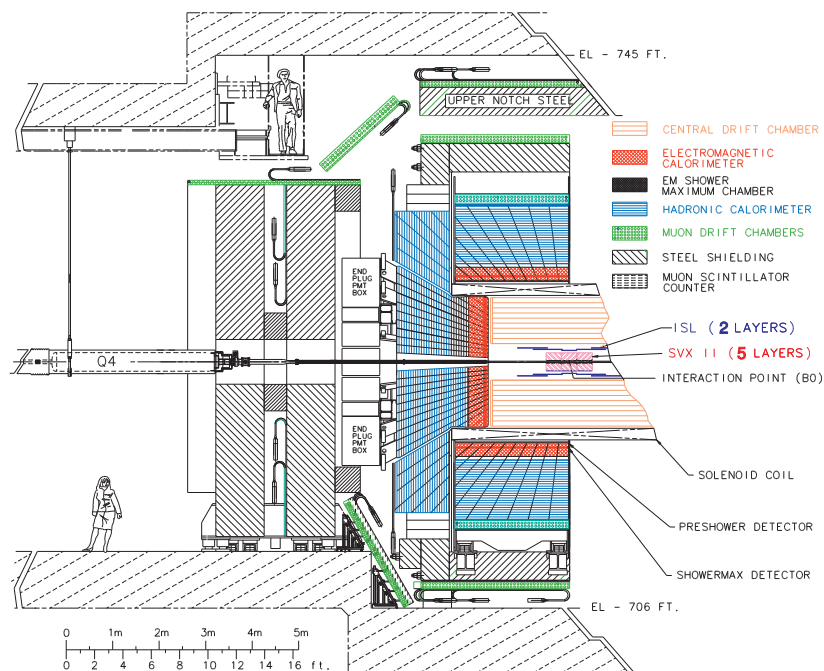 EL - 745 FT.
UPPER NOTCH STEEL
CENTRAL DRIFT CHAMBER
ELECTROMAGNETIC
CALORIMETER
EM SHOWER
MAXIMUM CHAMBER
HADRONIC CALORIMETER
MUON DRIFT CHAMBERS
STEEL SHIELDING
MUON SCINTILLATOR
COUNTER
END
PLUG
PMT
BOX
ISL (2 LAYERS)
SVX II (5 LAYERS)
INTERACTION POINT (B0)
Q4
END
PLUG
PMT
BOX
SOLENOID COIL
PRESHOWER DETECTOR
SHOWERMAX DETECTOR
EL - 706 FT.
0 1m 2m 3m 4m 5m
0 2 4 6 8 10 12 14 16 ft.